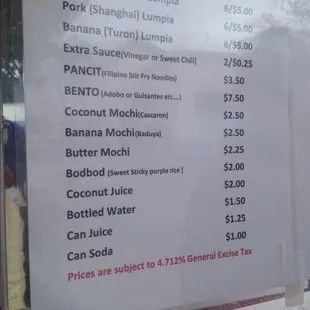 Lumpia 6/$5.00
Pork (Shanghai) Lumpia 6/$5.00
Banana (Turon) Lumpia 6/$5.00
Extra Sauce(Vinegar or Sweet Chili) 2/$0.25
PANCIT(Filipino Stir Fry Noodles) $3.50
BENTO (Adobo or Guisantes etc...) $7.50
Coconut Mochi(Cascaron) $2.50
Banana Mochi(Baduya) $2.50
Butter Mochi $2.25
Bodbod (Sweet Sticky purple rice ) $2.00
Coconut Juice $2.00
Bottled Water $1.50
Can Juice $1.25
Can Soda $1.00
Prices are subject to 4.712% General Excise Tax